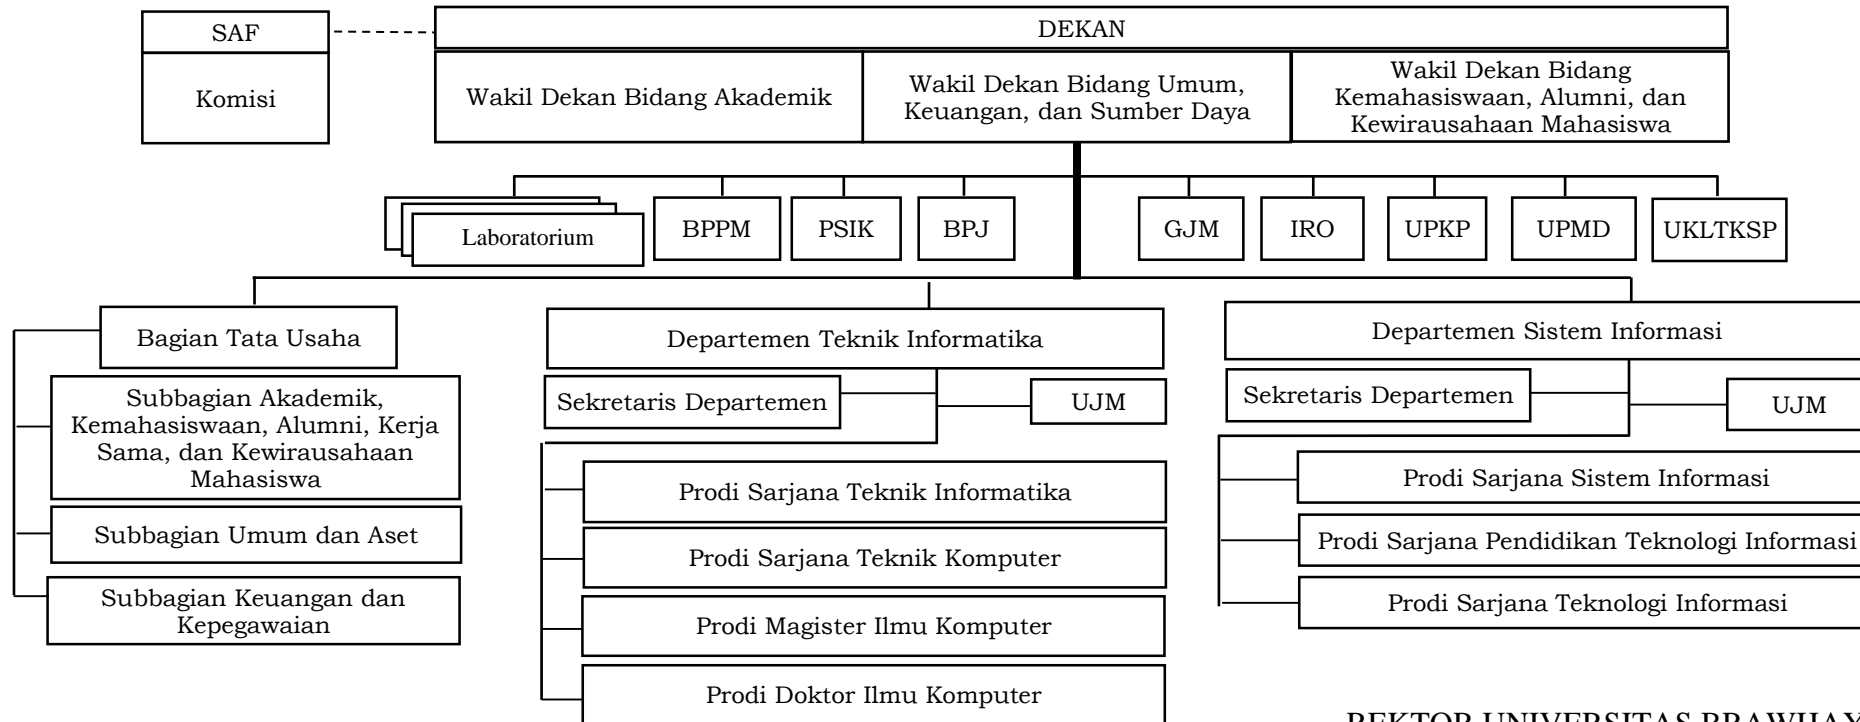 SAF
DEKAN
Komisi
Wakil Dekan Bidang Akademik
Wakil Dekan Bidang Umum,
Keuangan, dan Sumber Daya
Wakil Dekan Bidang
Kemahasiswaan, Alumni, dan
Kewirausahaan Mahasiswa
Laboratorium
BPPM
PSIK
BPJ
GJM
IRO
UPKP
UPMD
UKLTKSP
Bagian Tata Usaha
Subbagian Akademik,
Kemahasiswaan, Alumni, Kerja
Sama, dan Kewirausahaan
Mahasiswa
Subbagian Umum dan Aset
Subbagian Keuangan dan
Kepegawaian
Departemen Teknik Informatika
Sekretaris Departemen
UJM
Prodi Sarjana Teknik Informatika
Prodi Sarjana Teknik Komputer
Prodi Magister Ilmu Komputer
Prodi Doktor Ilmu Komputer
Departemen Sistem Informasi
Sekretaris Departemen
UJM
Prodi Sarjana Sistem Informasi
Prodi Sarjana Pendidikan Teknologi Informasi
Prodi Sarjana Teknologi Informasi
REKTOR UNIVERSITAS